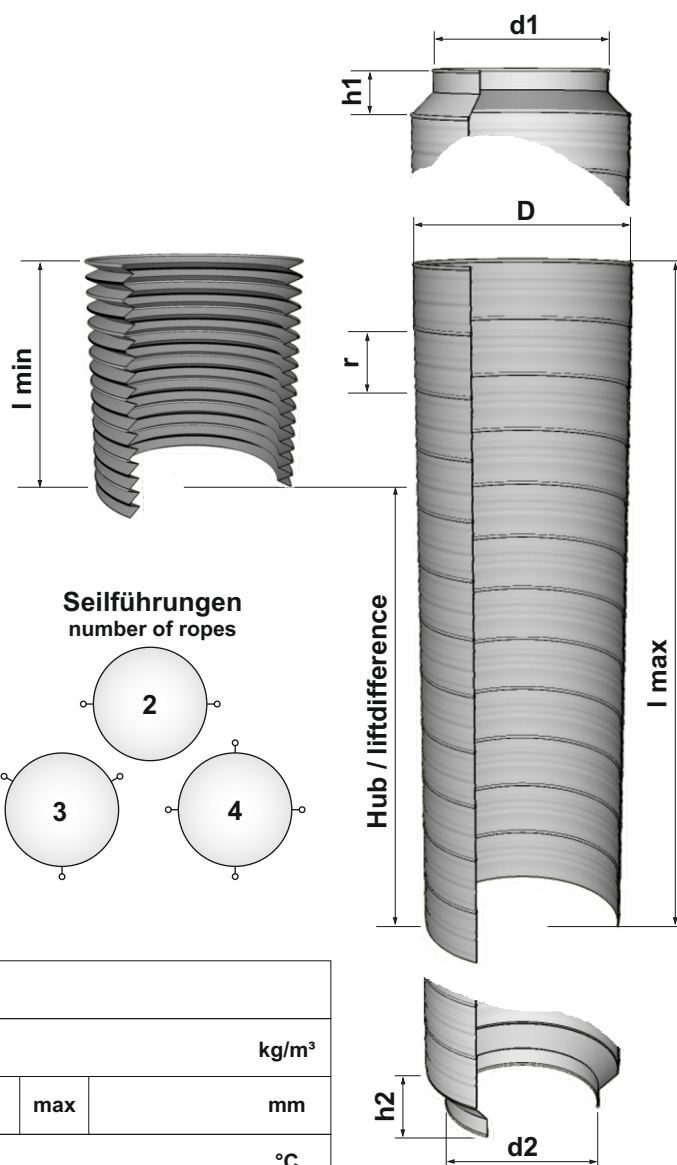 d1
h1
D
l min
r
Seilführungen
number of ropes
2
3
4
Hub / liftdifference
l max
kg/m³
max mm
°C
h2
d2